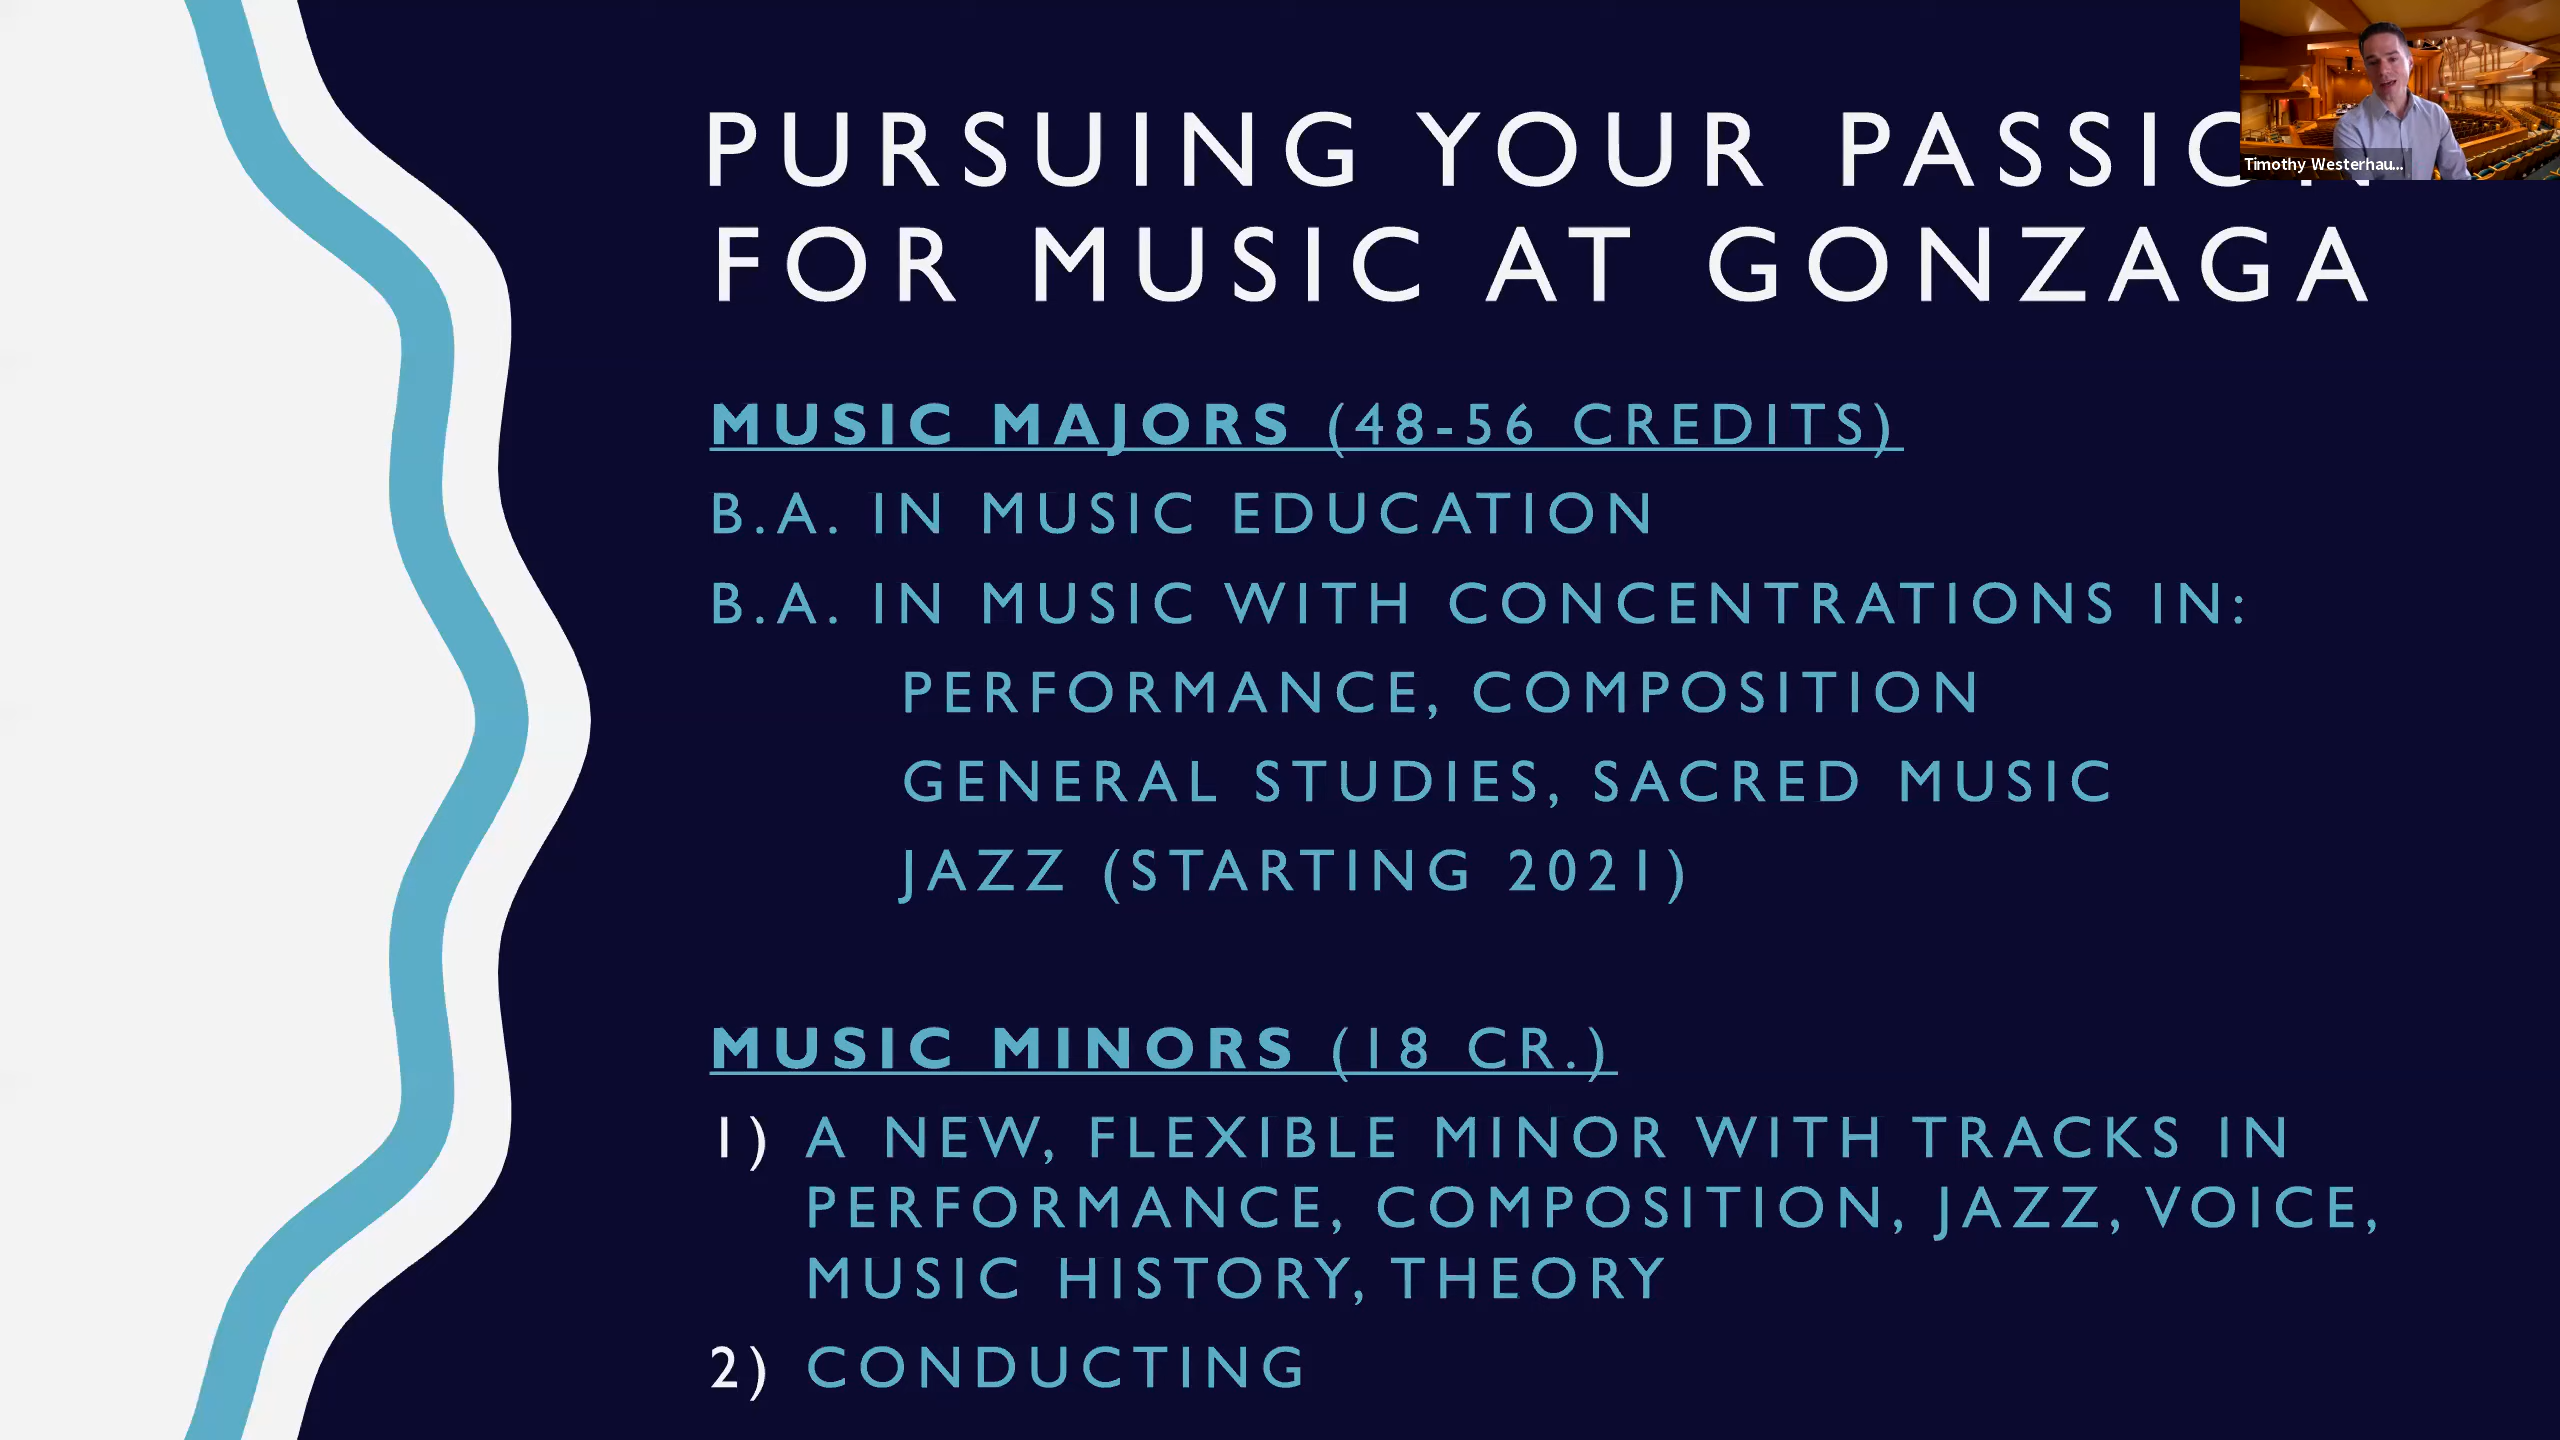 PURSUING YOUR PASSION
FOR MUSIC AT GONZAGA
Timothy Westerhau...
MUSIC MAJORS (48-56 CREDITS)
B.A. IN MUSIC EDUCATION
B.A. IN MUSIC WITH CONCENTRATIONS IN:
PERFORMANCE, COMPOSITION
GENERAL STUDIES, SACRED MUSIC
JAZZ (STARTING 2021)
MUSIC MINORS (18 CR.)
1) A NEW, FLEXIBLE MINOR WITH TRACKS IN
PERFORMANCE, COMPOSITION, JAZZ, VOICE,
MUSIC HISTORY, THEORY
2) CONDUCTING